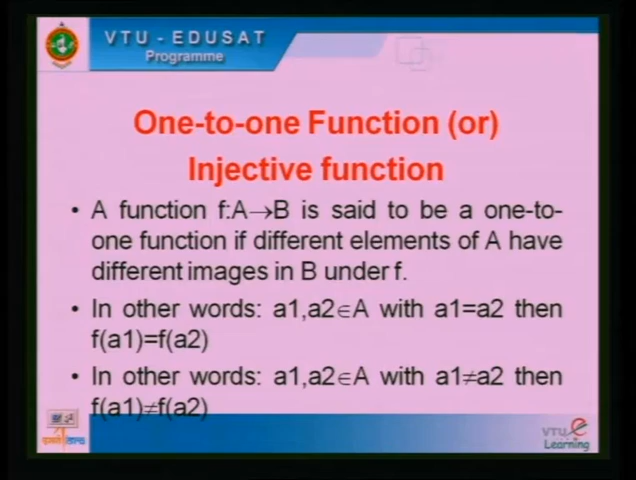 VTU - EDUSAT
Programme
One-to-one Function (or)
Injective function
• A function f:A→B is said to be a one-to-
one function if different elements of A have
different images in B under f.
• In other words: a1,a2∈A with a1=a2 then
f(a1)=f(a2)
• In other words: a1,a2∈A with a1≠a2 then
f(a1)≠f(a2)
VTU e
Learning